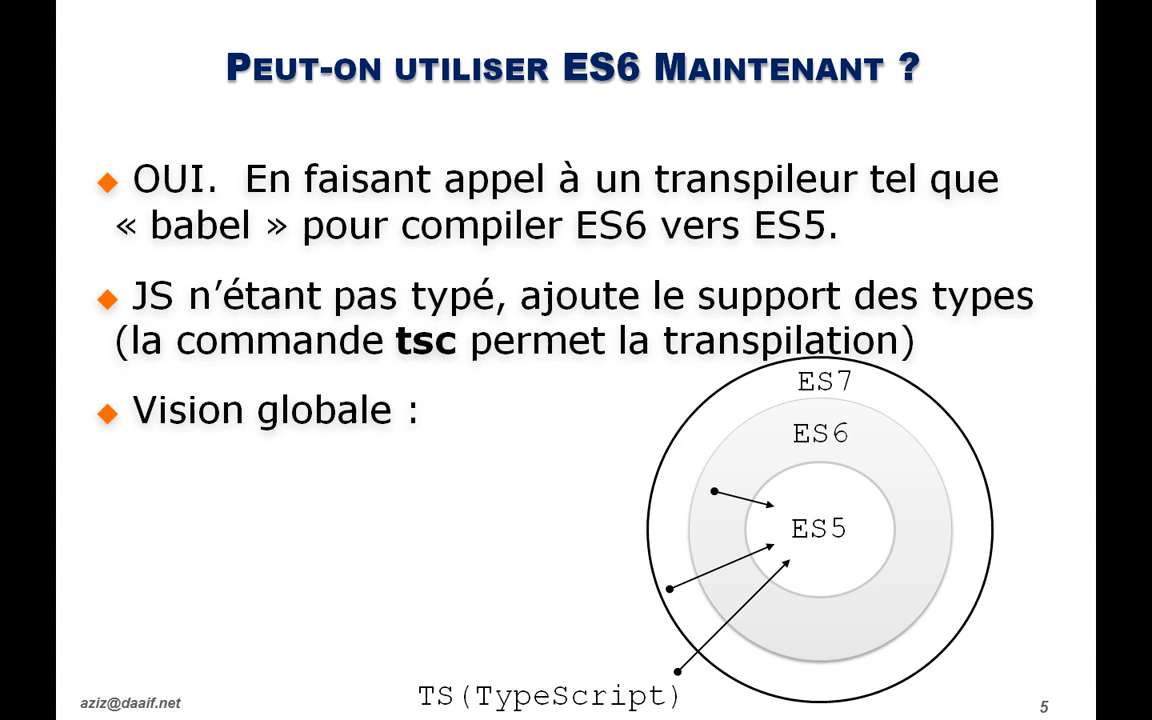 PEUT-ON UTILISER ES6 MAINTENANT ?
OUI.  En faisant appel à un transpileur tel que
« babel » pour compiler ES6 vers ES5.
JS n’étant pas typé, ajoute le support des types
(la commande tsc permet la transpilation)
Vision globale :
ES7
ES6
ES5
TS(TypeScript)
aziz@daaif.net
5